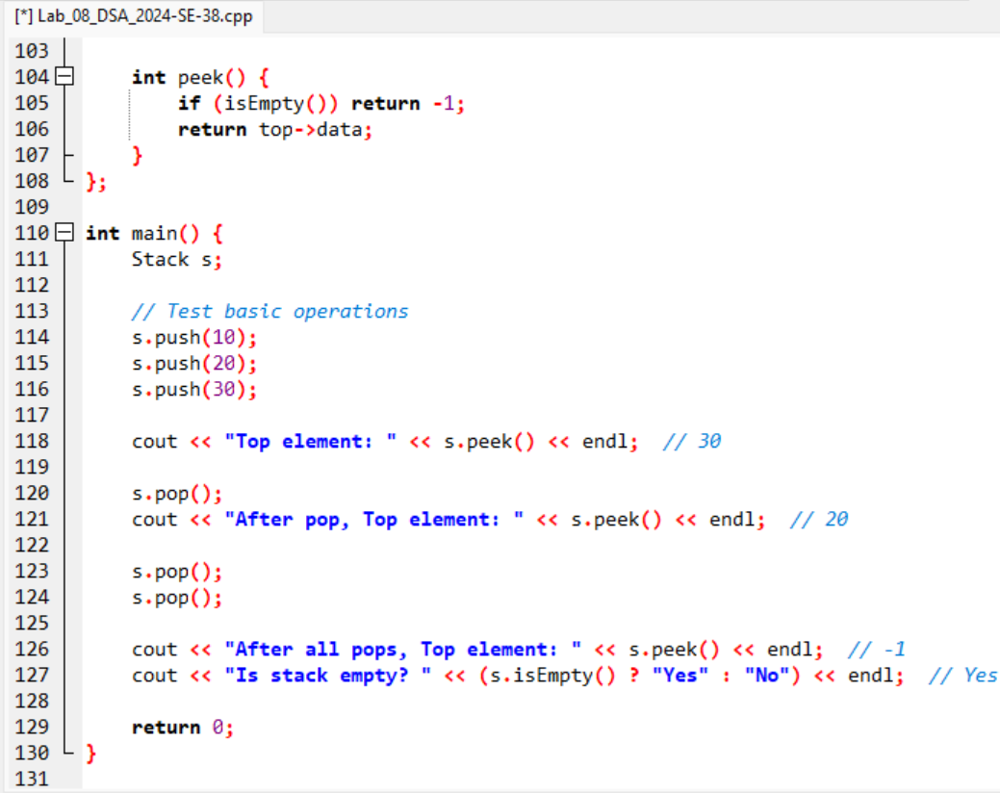 [*] Lab_08_DSA_2024-SE-38.cpp
103
104 int peek() {
105 if (isEmpty()) return -1;
106 return top->data;
107 }
108 };
109
110 int main() {
111 Stack s;
112
113 // Test basic operations
114 s.push(10);
115 s.push(20);
116 s.push(30);
117
118 cout << "Top element: " << s.peek() << endl;  // 30
119
120 s.pop();
121 cout << "After pop, Top element: " << s.peek() << endl;  // 20
122
123 s.pop();
124 s.pop();
125
126 cout << "After all pops, Top element: " << s.peek() << endl;  // -1
127 cout << "Is stack empty? " << (s.isEmpty() ? "Yes" : "No") << endl;  // Yes
128
129 return 0;
130 }
131